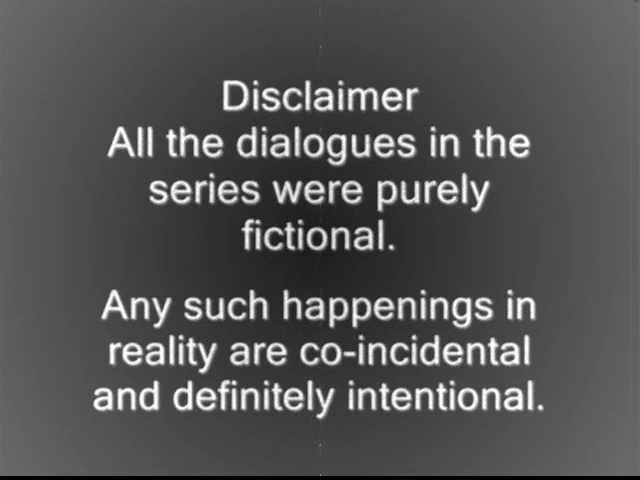 Disclaimer
All the dialogues in the
series were purely
fictional.
Any such happenings in
reality are co-incidental
and definitely intentional.